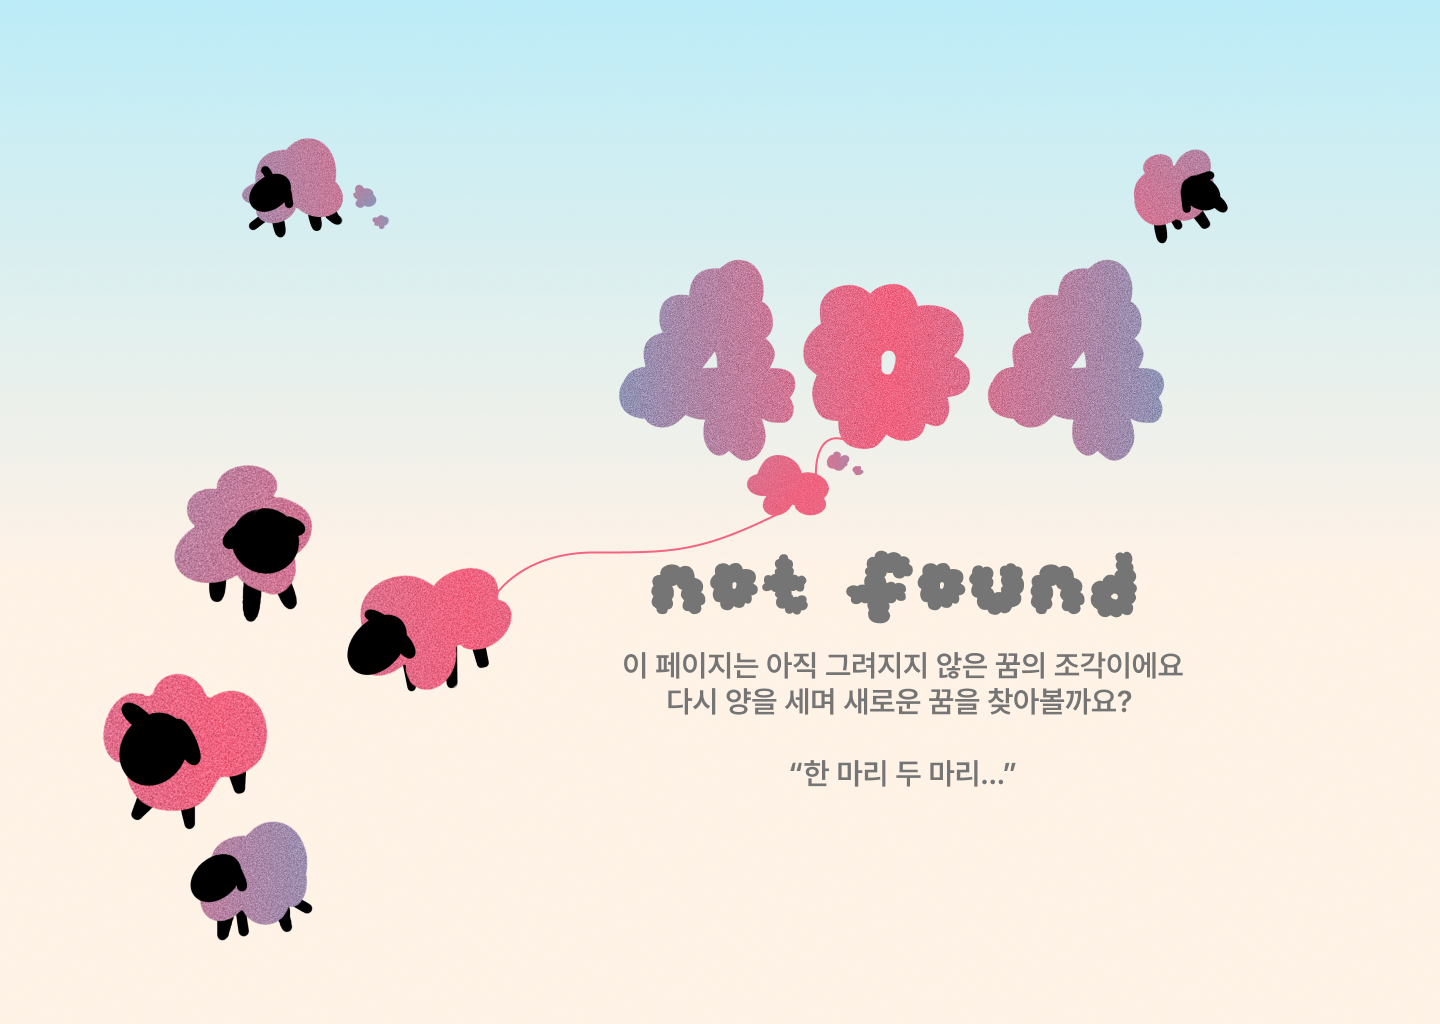 404
not found
이 페이지는 아직 그려지지 않은 꿈의 조각이에요
다시 양을 세며 새로운 꿈을 찾아볼까요?
“한 마리 두 마리...”